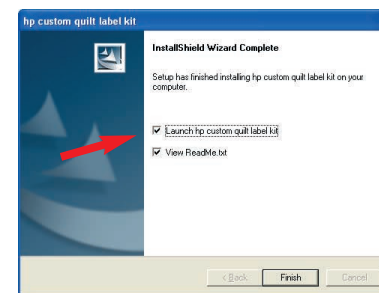 hp custom quilt label kit
InstallShield Wizard Complete
Setup has finished installing hp custom quilt label kit on your
computer.
Launch hp custom quilt label kit
View ReadMe.txt
< Back
Finish
Cancel